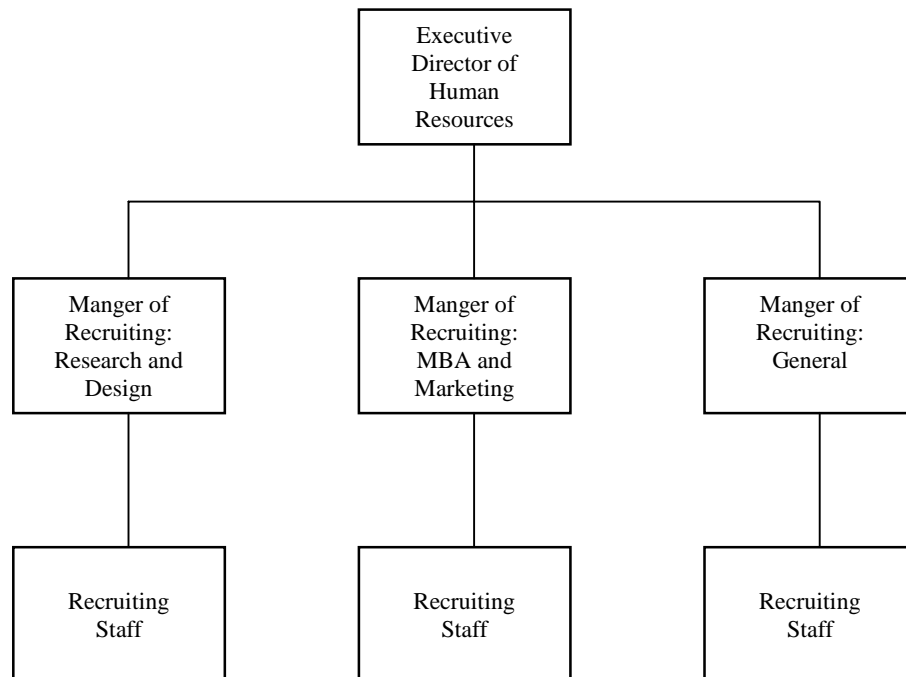 Executive
Director of
Human
Resources
Manger of
Recruiting:
Research and
Design
Manger of
Recruiting:
MBA and
Marketing
Manger of
Recruiting:
General
Recruiting
Staff
Recruiting
Staff
Recruiting
Staff